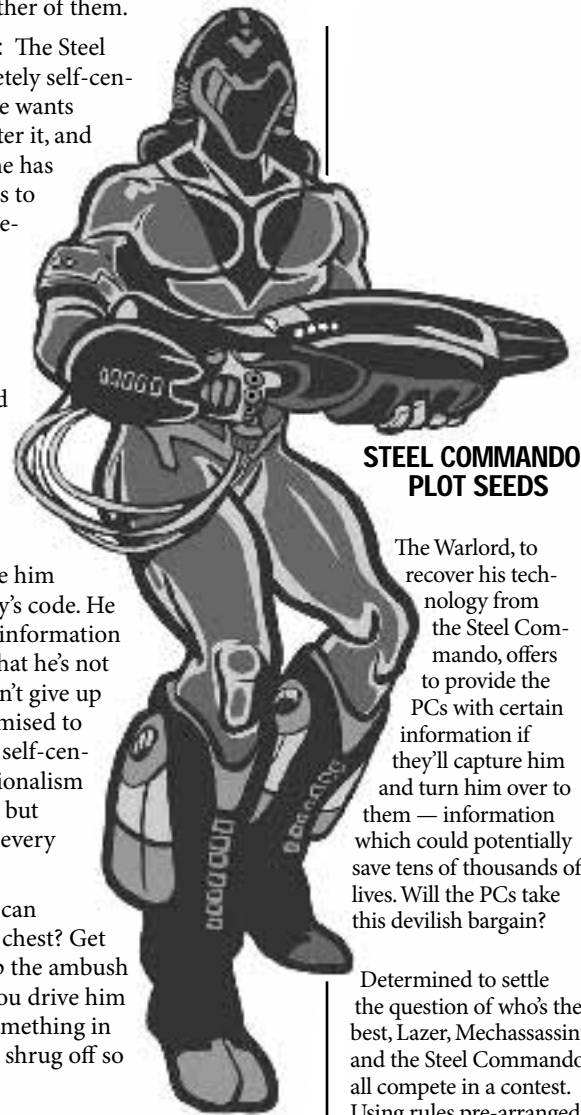 ther of them.
: The Steel
etely self-cen-
e wants
ter it, and
he has
s to
e-
d
e him
y's code. He
information
hat he's not
n't give up
mised to
self-cen-
ionalism
but
every
can
chest? Get
p the ambush
ou drive him
mething in
shrug off so
STEEL COMMANDO
PLOT SEEDS
The Warlord, to
recover his tech-
nology from
the Steel Com-
mando, offers
to provide the
PCs with certain
information if
they'll capture him
and turn him over to
them — information
which could potentially
save tens of thousands of
lives. Will the PCs take
this devilish bargain?
Determined to settle
the question of who's the
best, Lazer, Mechassassin
and the Steel Commando
all compete in a contest.
Using rules pre-arranged